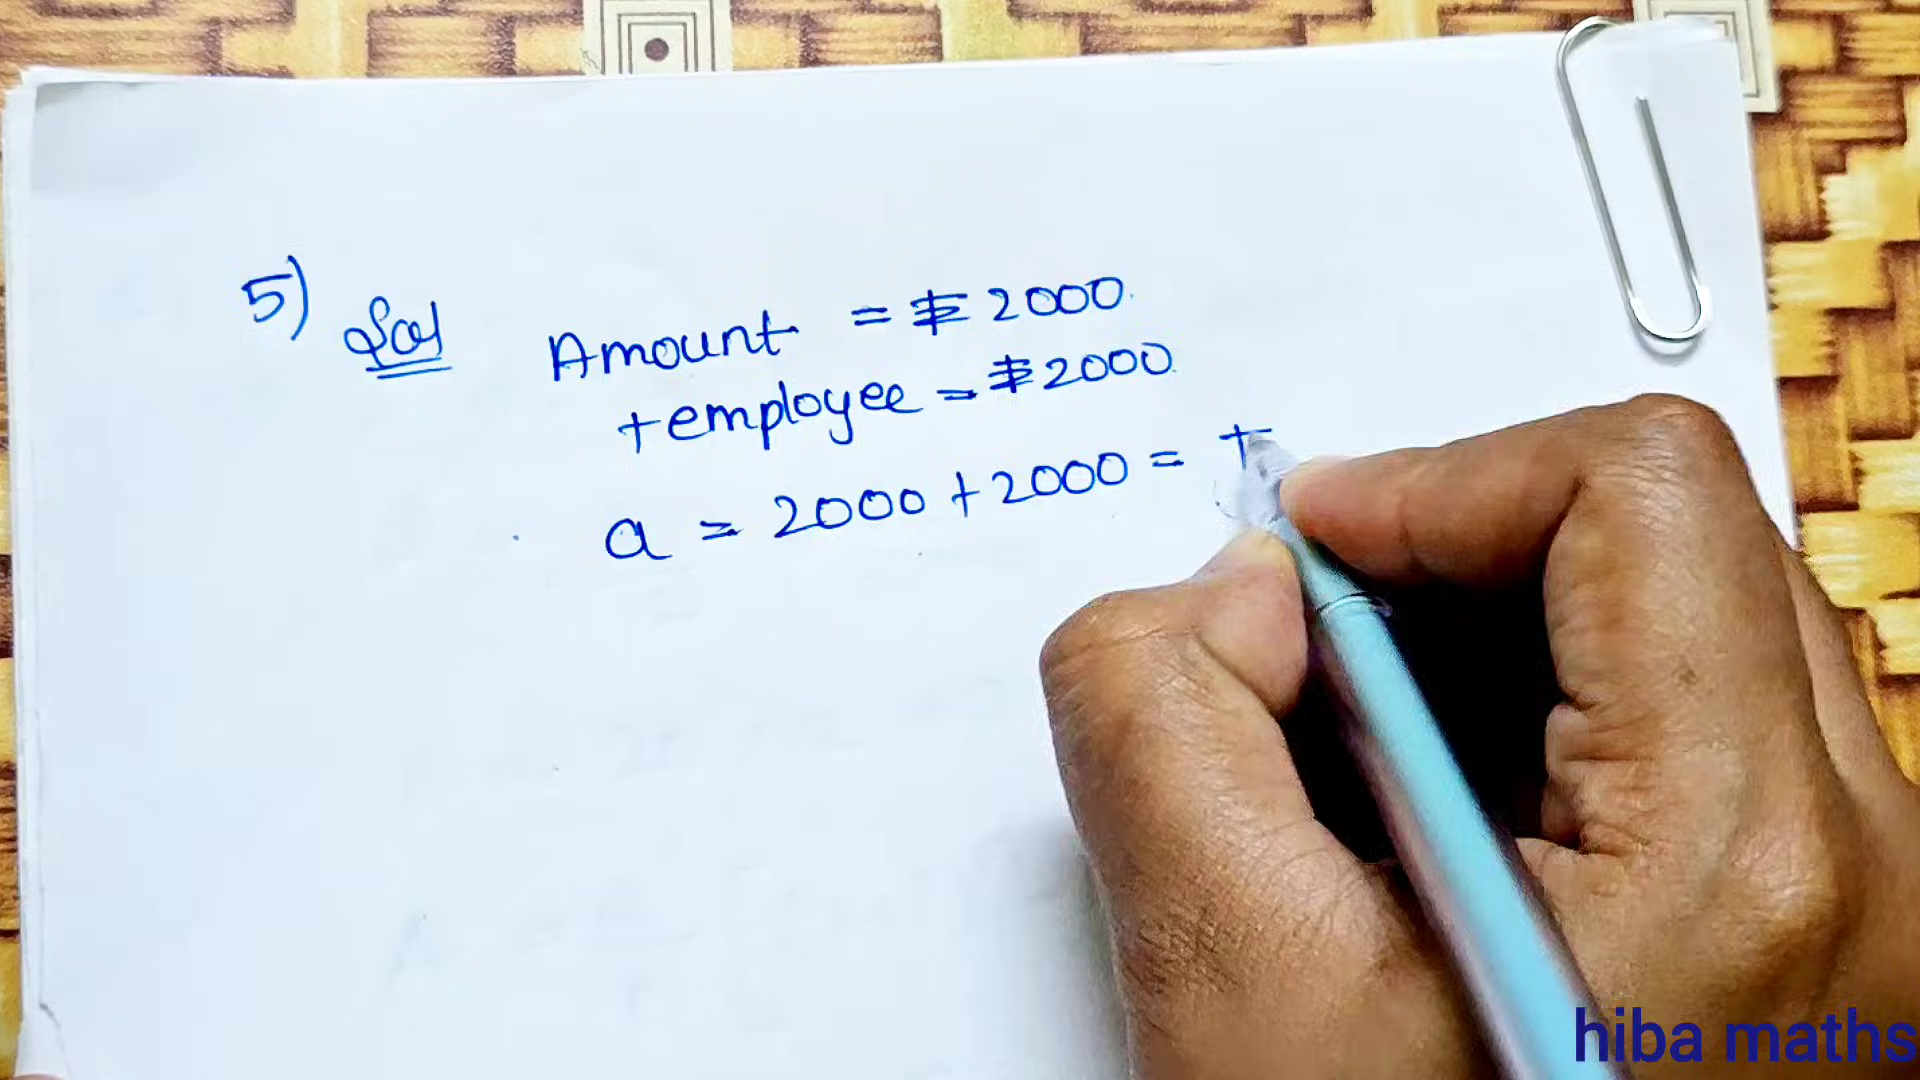 5) Sol Amount = ₹ 2000
+ employee = ₹ 2000
a = 2000 + 2000 =
hiba maths